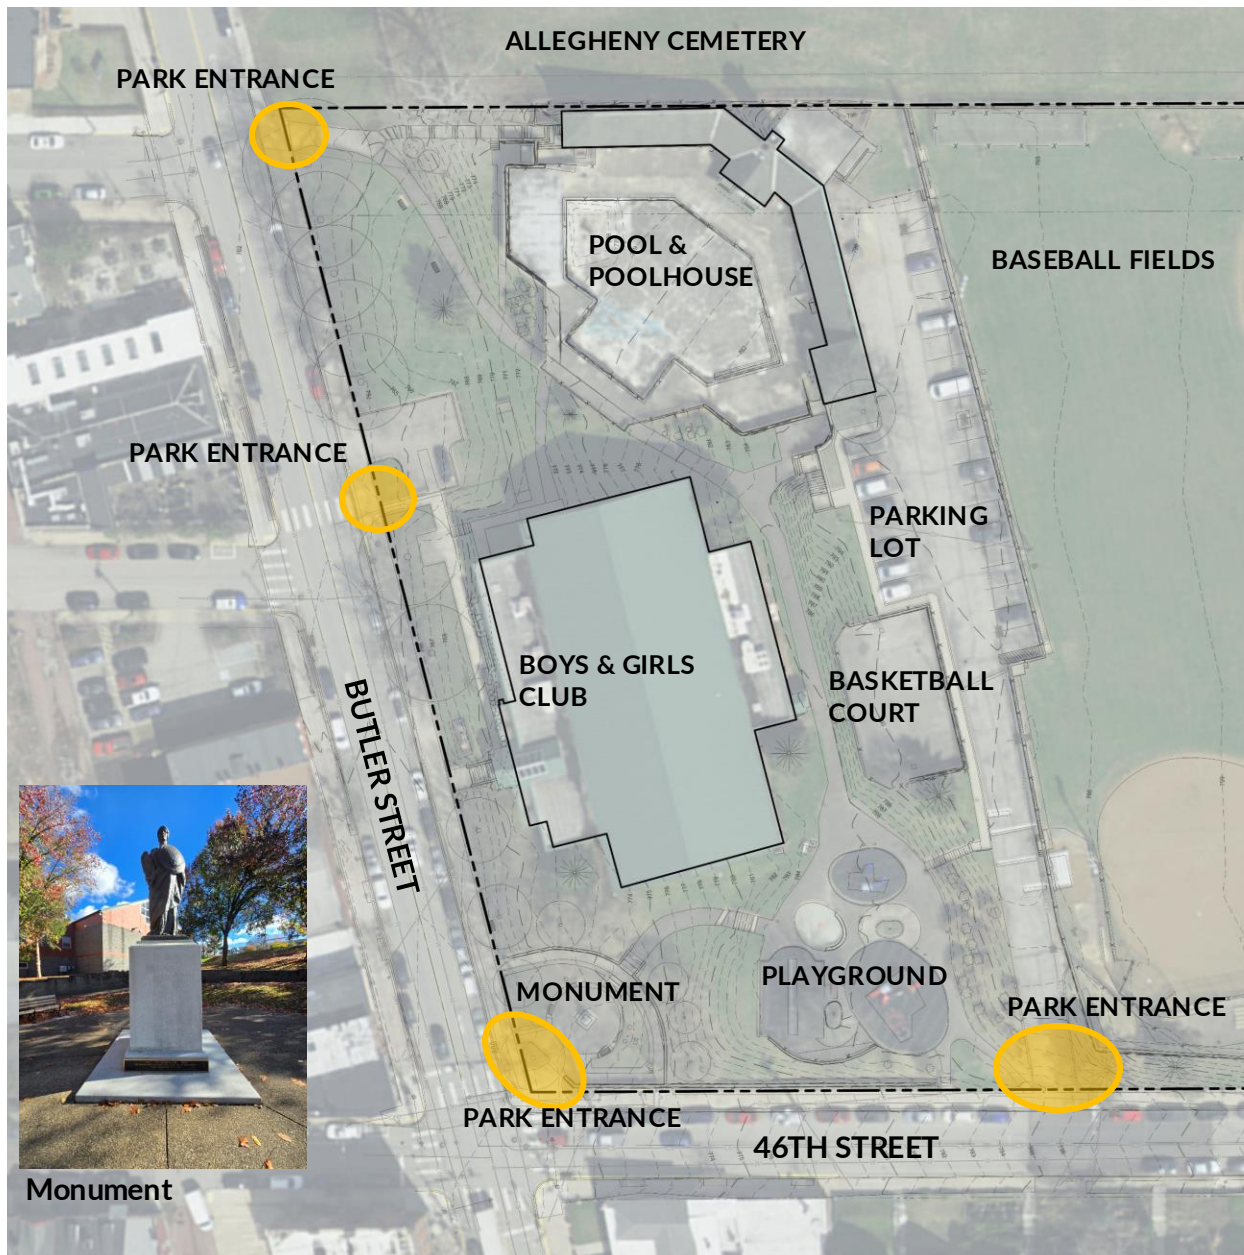 ALLEGHENY CEMETERY
PARK ENTRANCE
POOL &
POOLHOUSE
BASEBALL FIELDS
PARK ENTRANCE
PARKING
LOT
BOYS & GIRLS
CLUB
BASKETBALL
COURT
BUTLER STREET
PLAYGROUND
MONUMENT
PARK ENTRANCE
PARK ENTRANCE
46TH STREET
Monument